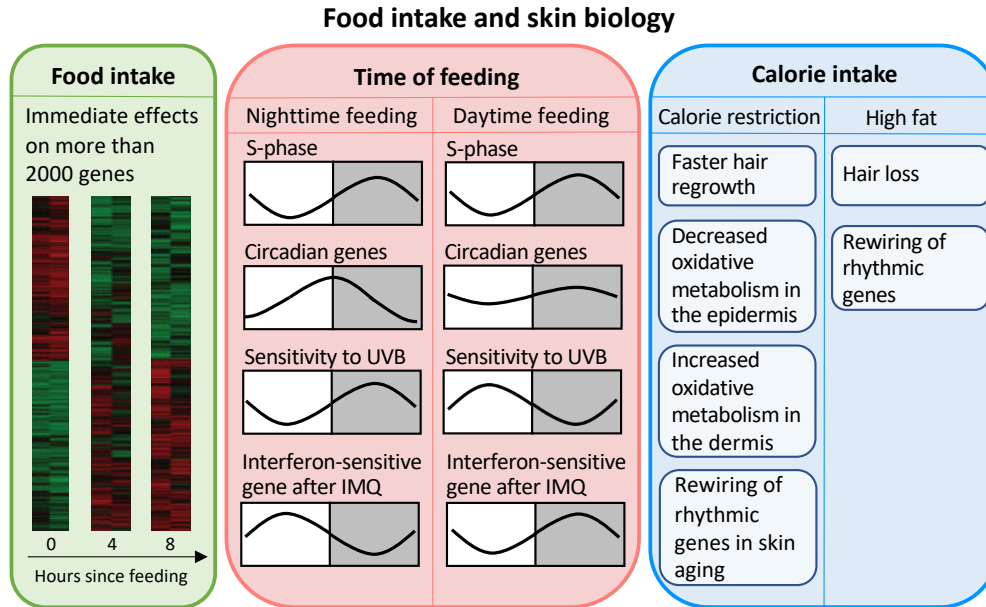 Food intake and skin biology
Food intake
Immediate effects
on more than
2000 genes
0 4 8
Hours since feeding
Time of feeding
Nighttime feeding
S-phase
Circadian genes
Sensitivity to UVB
Interferon-sensitive
gene after IMQ
Daytime feeding
S-phase
Circadian genes
Sensitivity to UVB
Interferon-sensitive
gene after IMQ
Calorie intake
Calorie restriction
Faster hair
regrowth
Decreased
oxidative
metabolism in
the epidermis
Increased
oxidative
metabolism in
the dermis
Rewiring of
rhythmic
genes in skin
aging
High fat
Hair loss
Rewiring of
rhythmic
genes